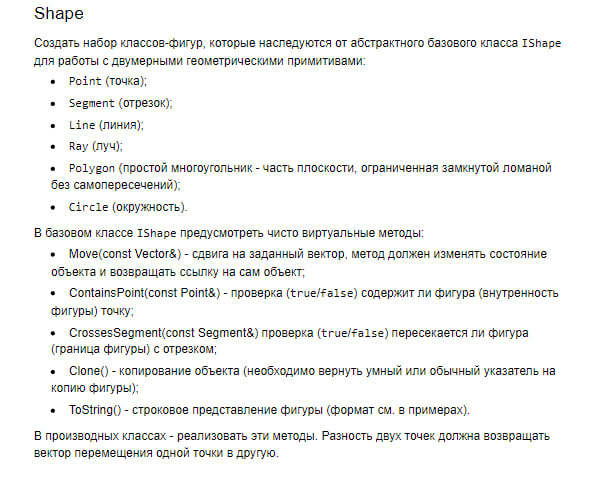 Shape
Создать набор классов-фигур, которые наследуются от абстрактного базового класса IShape
для работы с двумерными геометрическими примитивами:
• Point (точка);
• Segment (отрезок);
• Line (линия);
• Ray (луч);
• Polygon (простой многоугольник - часть плоскости, ограниченная замкнутой ломаной
без самопересечений);
• Circle (окружность).
В базовом классе IShape предусмотреть чисто виртуальные методы:
• Move(const Vector&) - сдвига на заданный вектор, метод должен изменять состояние
объекта и возвращать ссылку на сам объект;
• ContainsPoint(const Point&) - проверка (true/false) содержит ли фигура (внутренность
фигуры) точку;
• CrossesSegment(const Segment&) проверка (true/false) пересекается ли фигура
(граница фигуры) с отрезком;
• Clone() - копирование объекта (необходимо вернуть умный или обычный указатель на
копию фигуры);
• ToString() - строковое представление фигуры (формат см. в примерах).
В производных классах - реализовать эти методы. Разность двух точек должна возвращать
вектор перемещения одной точки в другую.